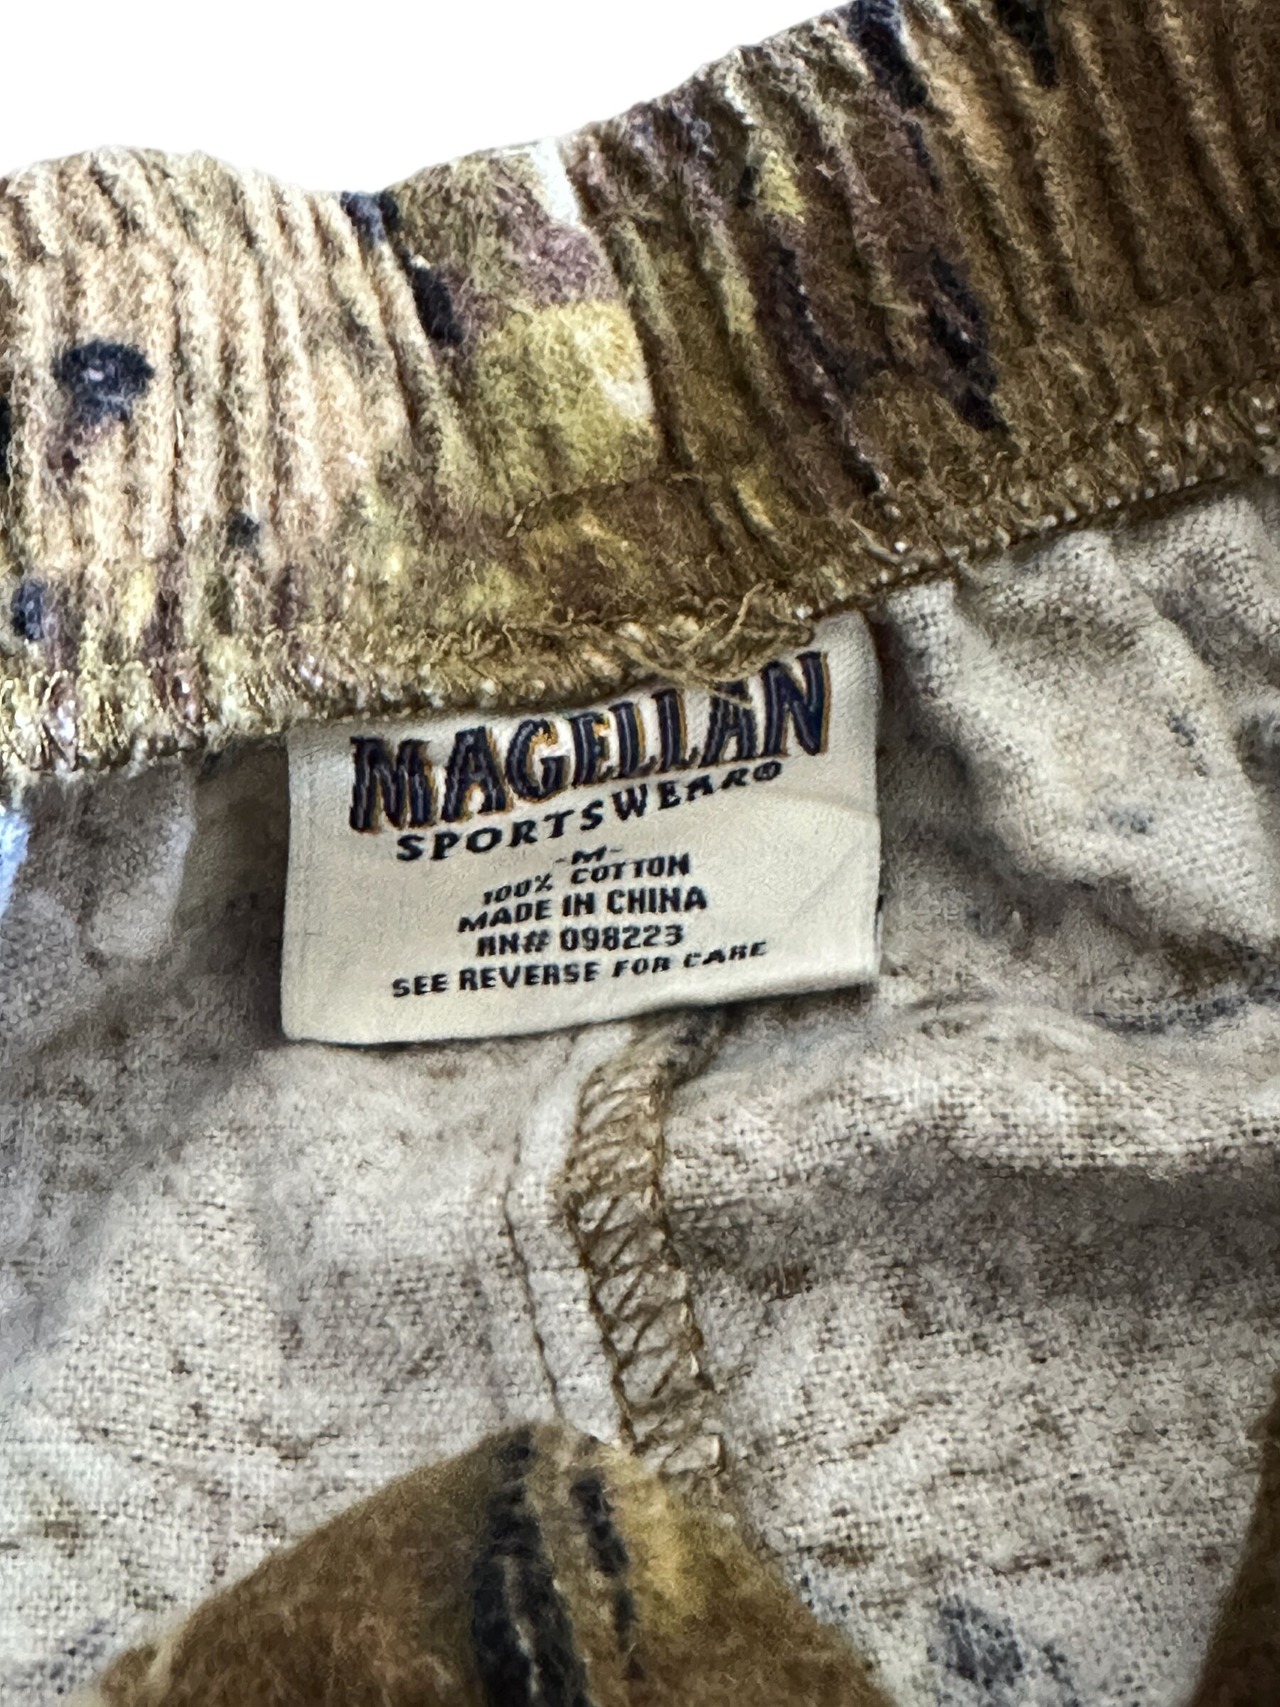 MAGELLAN
SPORTSWEAR®
-M-
100% COTTON
MADE IN CHINA
RN# 098223
SEE REVERSE FOR CARE